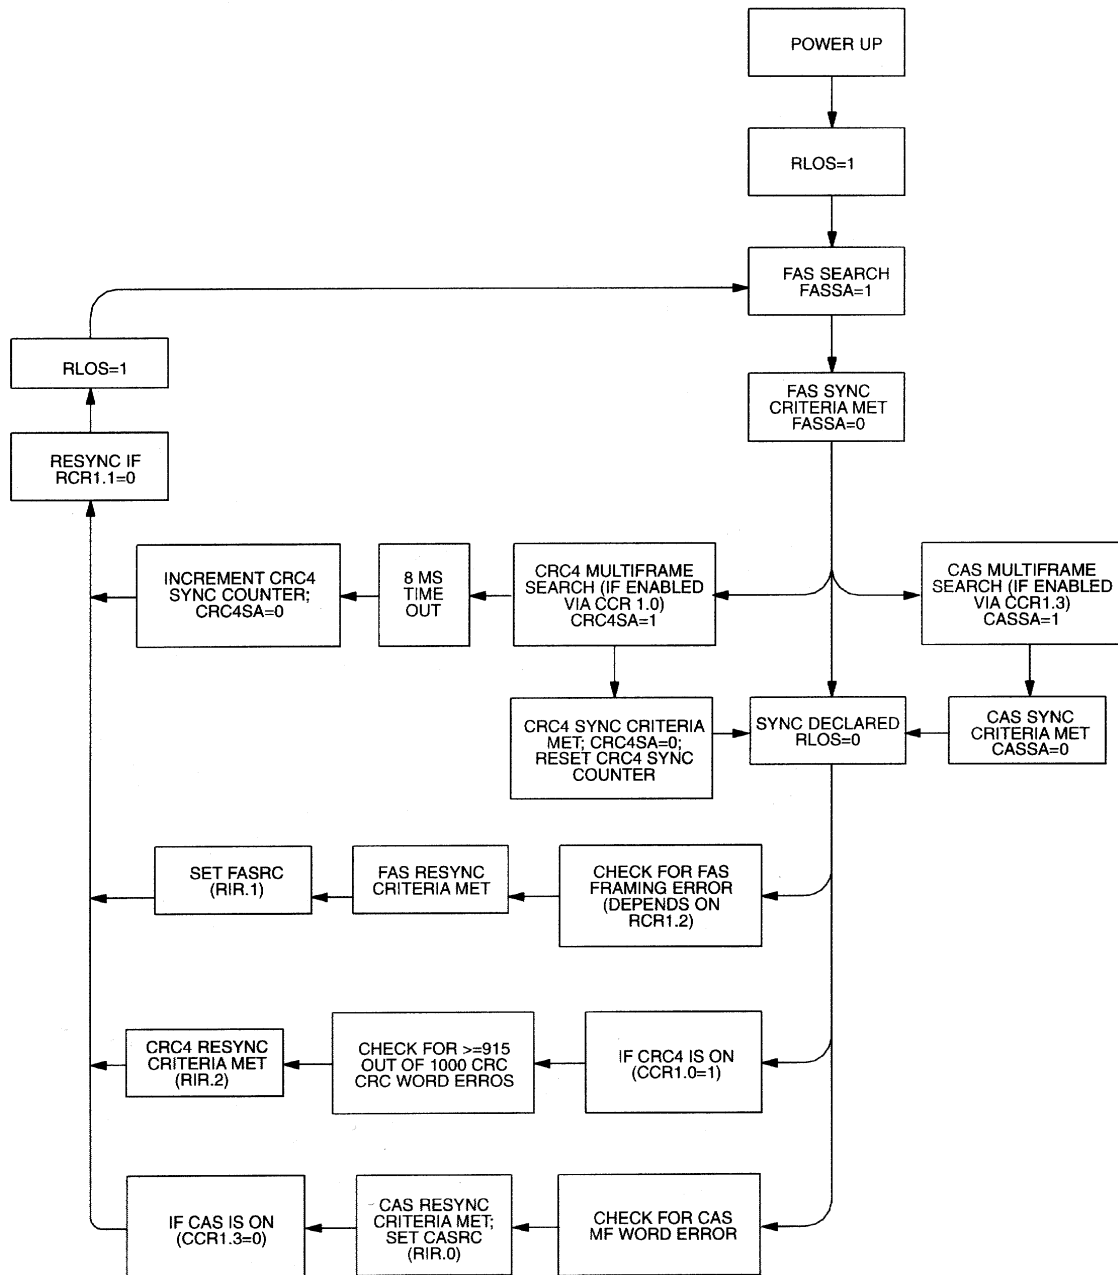 POWER UP
RLOS=1
FAS SEARCH
FASSA=1
RLOS=1
FAS SYNC
CRITERIA MET
FASSA=0
RESYNC IF
RCR1.1=0
INCREMENT CRC4
SYNC COUNTER;
CRC4SA=0
8 MS
TIME
OUT
CRC4 MULTIFRAME
SEARCH (IF ENABLED
VIA CCR 1.0)
CRC4SA=1
CAS MULTIFRAME
SEARCH (IF ENABLED
VIA CCR1.3)
CASSA=1
CRC4 SYNC CRITERIA
MET; CRC4SA=0;
RESET CRC4 SYNC
COUNTER
SYNC DECLARED
RLOS=0
CAS SYNC
CRITERIA MET
CASSA=0
SET FASRC
(RIR.1)
FAS RESYNC
CRITERIA MET
CHECK FOR FAS
FRAMING ERROR
(DEPENDS ON
RCR1.2)
CRC4 RESYNC
CRITERIA MET
(RIR.2)
CHECK FOR >=915
OUT OF 1000 CRC
CRC WORD ERROS
IF CRC4 IS ON
(CCR1.0=1)
IF CAS IS ON
(CCR1.3=0)
CAS RESYNC
CRITERIA MET;
SET CASRC
(RIR.0)
CHECK FOR CAS
MF WORD ERROR